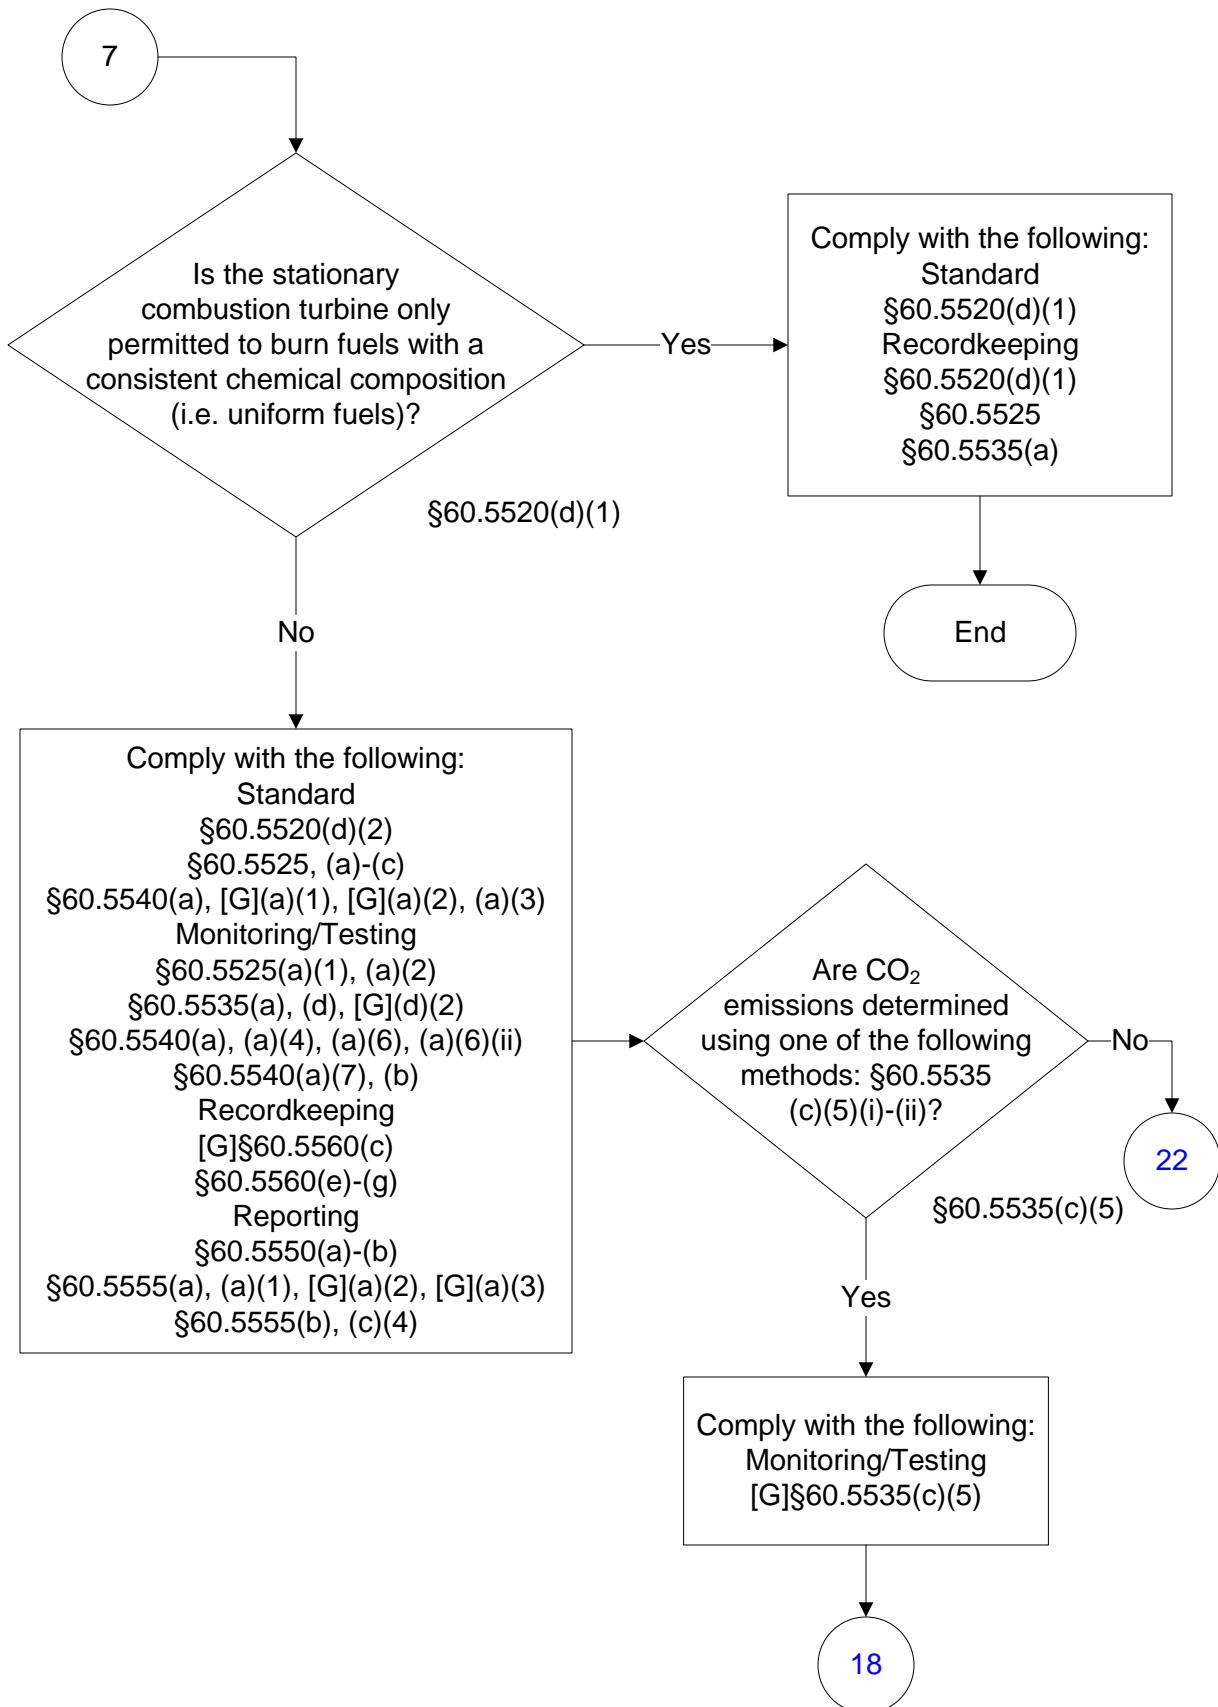 7
Is the stationary
combustion turbine only
permitted to burn fuels with a
consistent chemical composition
(i.e. uniform fuels)?
§60.5520(d)(1)
Yes
Comply with the following:
Standard
§60.5520(d)(1)
Recordkeeping
§60.5520(d)(1)
§60.5525
§60.5535(a)
End
No
Comply with the following:
Standard
§60.5520(d)(2)
§60.5525, (a)-(c)
§60.5540(a), [G](a)(1), [G](a)(2), (a)(3)
Monitoring/Testing
§60.5525(a)(1), (a)(2)
§60.5535(a), (d), [G](d)(2)
§60.5540(a), (a)(4), (a)(6), (a)(6)(ii)
§60.5540(a)(7), (b)
Recordkeeping
[G]§60.5560(c)
§60.5560(e)-(g)
Reporting
§60.5550(a)-(b)
§60.5555(a), (a)(1), [G](a)(2), [G](a)(3)
§60.5555(b), (c)(4)
Are CO₂
emissions determined
using one of the following
methods: §60.5535
(c)(5)(i)-(ii)?
§60.5535(c)(5)
No
22
Yes
Comply with the following:
Monitoring/Testing
[G]§60.5535(c)(5)
18